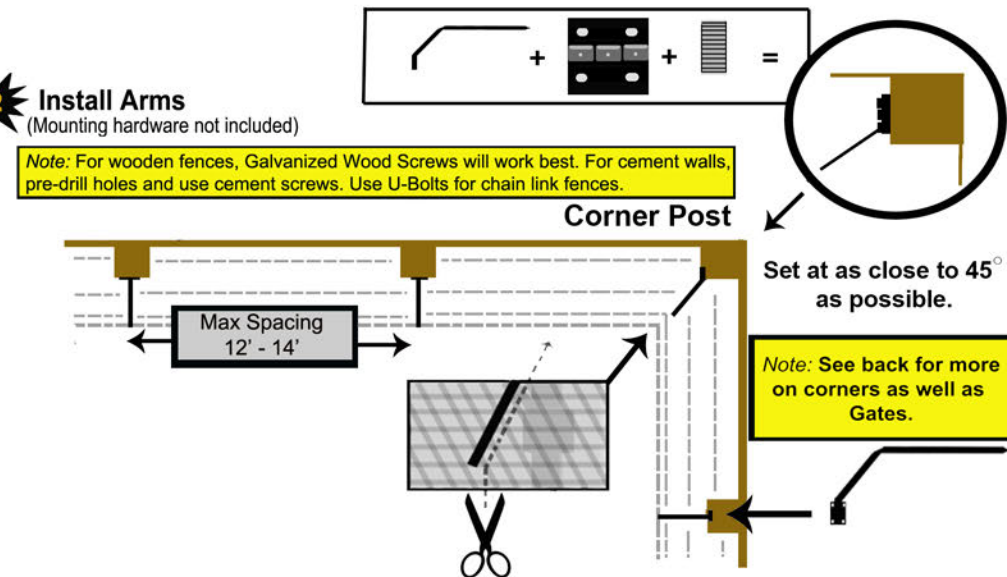 + + =
Install Arms
(Mounting hardware not included)
Note: For wooden fences, Galvanized Wood Screws will work best. For cement walls,
pre-drill holes and use cement screws. Use U-Bolts for chain link fences.
Corner Post
Set at as close to 45°
as possible.
Max Spacing
12' - 14'
Note: See back for more
on corners as well as
Gates.